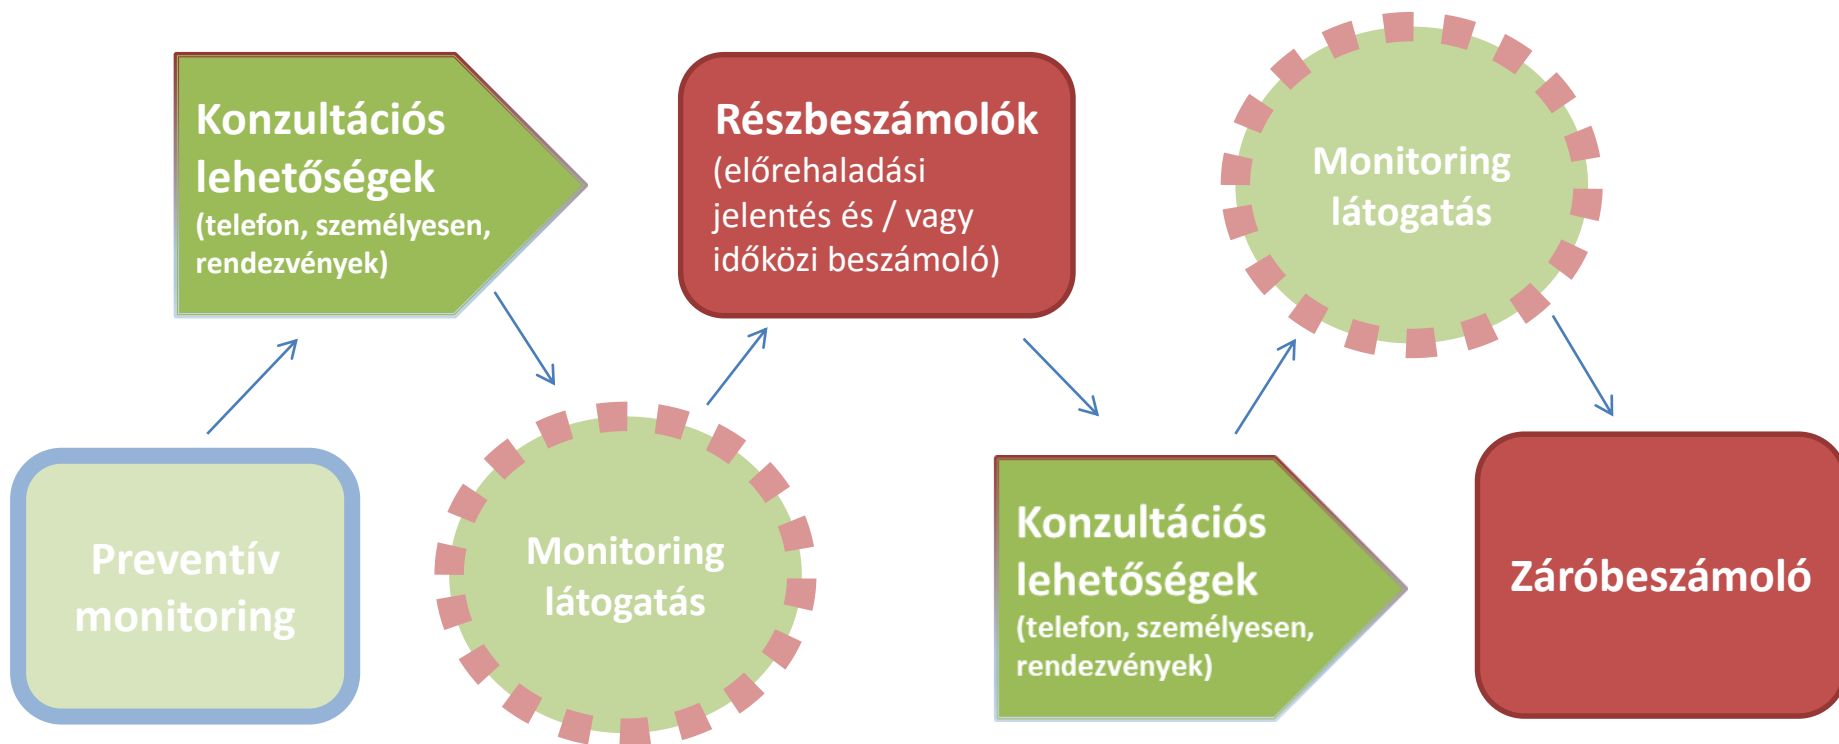 Preventív
monitoring
Konzultációs
lehetőségek
(telefon, személyesen,
rendezvények)
Monitoring
látogatás
Részbeszámolók
(előrehaladási
jelentés és / vagy
időközi beszámoló)
Konzultációs
lehetőségek
(telefon, személyesen,
rendezvények)
Monitoring
látogatás
Záróbeszámoló